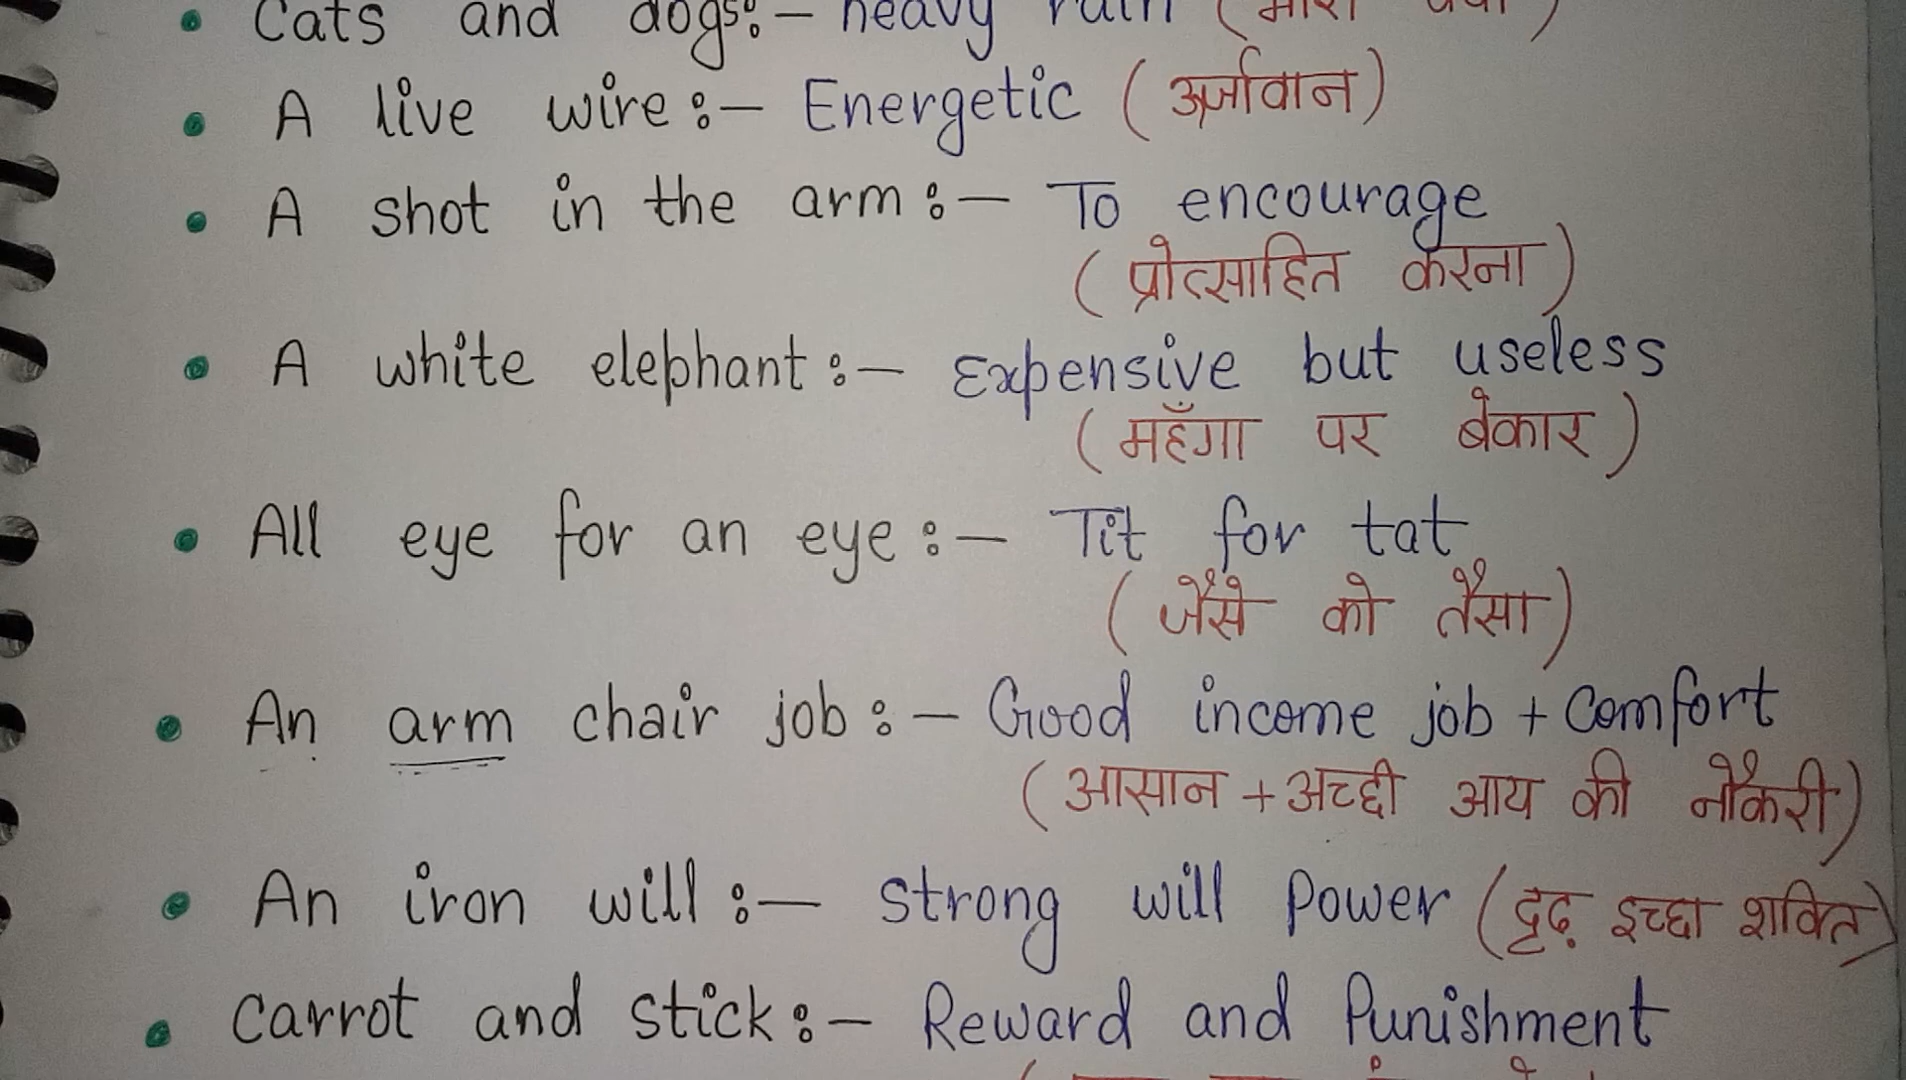 Cats and dogs:- heavy rain (भारी वर्षा)
A live wire:- Energetic (ऊर्जावान)
A shot in the arm:- To encourage
(प्रोत्साहित करना)
A white elephant:- Expensive but useless
(महँगा पर बेकार)
All eye for an eye:- Tit for tat
(जैसे को तैसा)
An arm chair job:- Good income job + Comfort
(आसान + अच्छी आय की नौकरी)
An iron will:- strong will Power (दृढ़ इच्छा शक्ति)
Carrot and stick:- Reward and Punishment